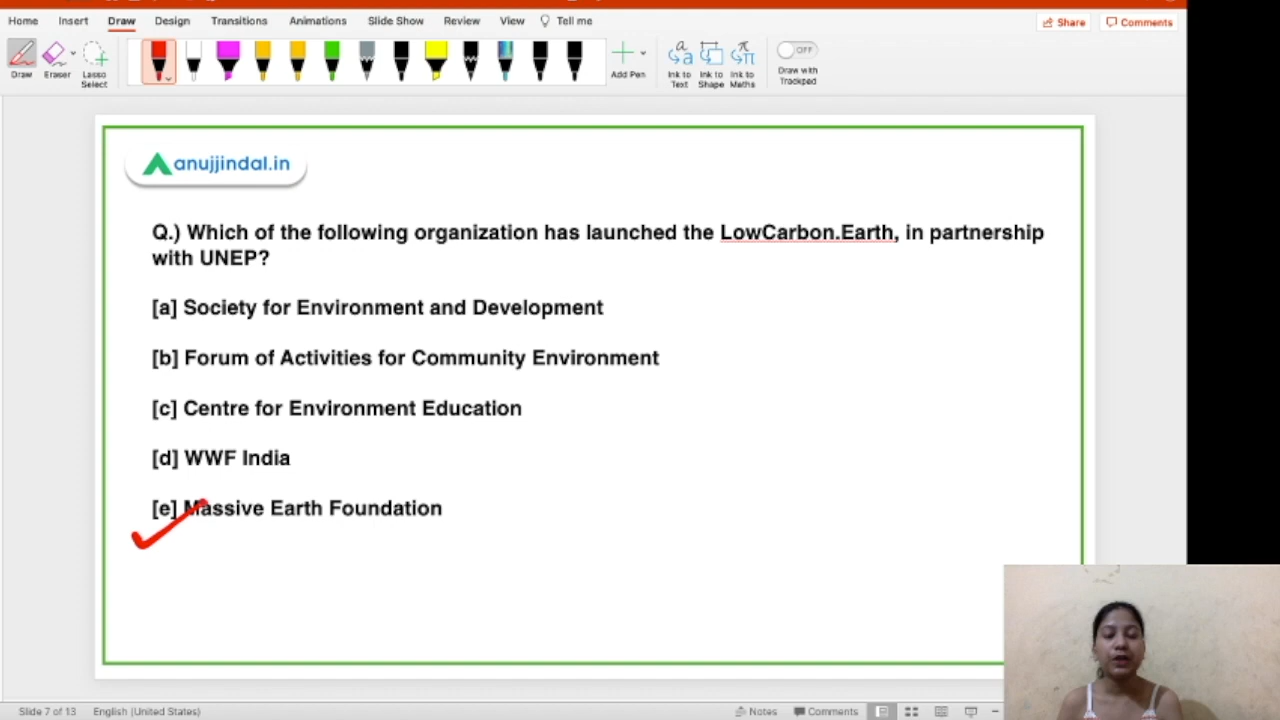 Home Insert Draw Design Transitions Animations Slide Show Review View Tell me Share Comments
Draw Eraser Lasso Select Add Pen Ink to Text Ink to Shape Ink to Maths OFF Draw with Trackpad
anujjindal.in
Q.) Which of the following organization has launched the LowCarbon.Earth, in partnership
with UNEP?
[a] Society for Environment and Development
[b] Forum of Activities for Community Environment
[c] Centre for Environment Education
[d] WWF India
[e] Massive Earth Foundation
Slide 7 of 13 English (United States) Notes Comments